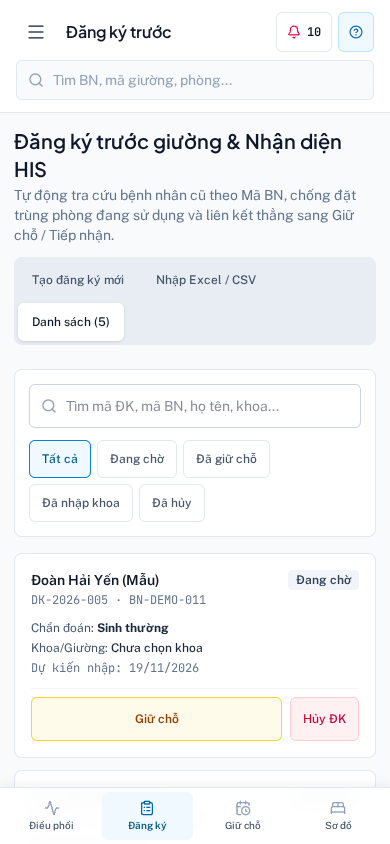 Đăng ký trước
10
Tìm BN, mã giường, phòng...
Đăng ký trước giường & Nhận diện
HIS
Tự động tra cứu bệnh nhân cũ theo Mã BN, chống đặt
trùng phòng đang sử dụng và liên kết thẳng sang Giữ
chỗ / Tiếp nhận.
Tạo đăng ký mới
Nhập Excel / CSV
Danh sách (5)
Tìm mã ĐK, mã BN, họ tên, khoa...
Tất cả
Đang chờ
Đã giữ chỗ
Đã nhập khoa
Đã hủy
Đoàn Hải Yến (Mẫu)
Đang chờ
DK-2026-005 · BN-DEMO-011
Chẩn đoán: Sinh thường
Khoa/Giường: Chưa chọn khoa
Dự kiến nhập: 19/11/2026
Giữ chỗ
Hủy ĐK
Điều phối
Đăng ký
Giữ chỗ
Sơ đồ